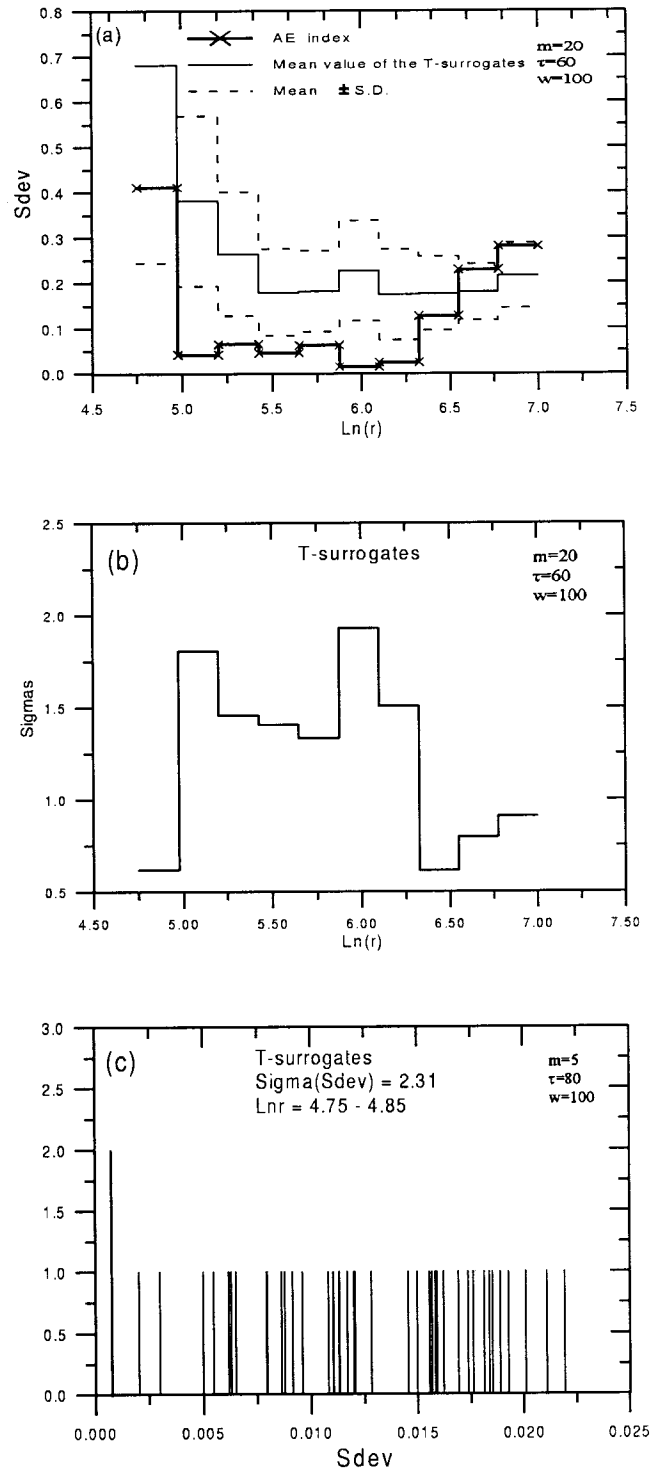 (a)
AE index
Mean value of the T-surrogates
Mean ±S.D.
m=20
τ=60
w=100
0.8
0.7
0.6
0.5
0.4
0.3
0.2
0.1
0.0
Sdev
4.5 5.0 5.5 6.0 6.5 7.0 7.5
Ln(r)
(b)
T-surrogates
m=20
τ=60
w=100
2.5
2.0
1.5
1.0
0.5
Sigmas
4.50 5.00 5.50 6.00 6.50 7.00 7.50
Ln(r)
(c)
T-surrogates
Sigma(Sdev) = 2.31
Lnr = 4.75 - 4.85
m=5
τ=80
w=100
3.0
2.5
2.0
1.5
1.0
0.5
0.0
0.000 0.005 0.010 0.015 0.020 0.025
Sdev